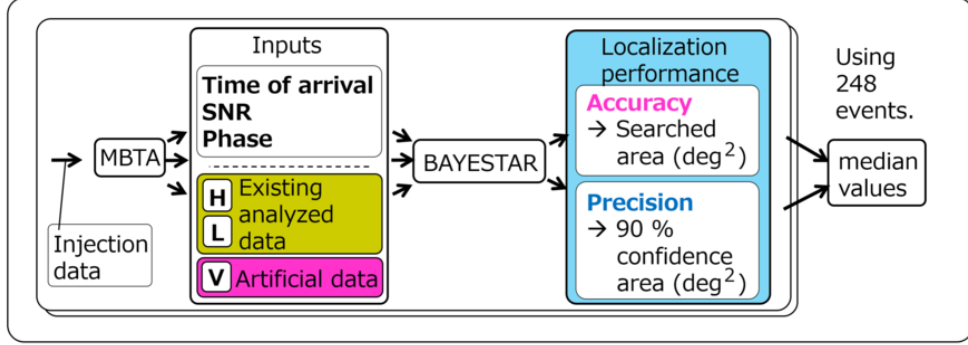 Injection
data
MBTA
Inputs
Time of arrival
SNR
Phase
H
L
Existing
analyzed
data
V
Artificial data
BAYESTAR
Localization
performance
Accuracy
→ Searched
area (deg²)
Precision
→ 90 %
confidence
area (deg²)
Using
248
events.
median
values